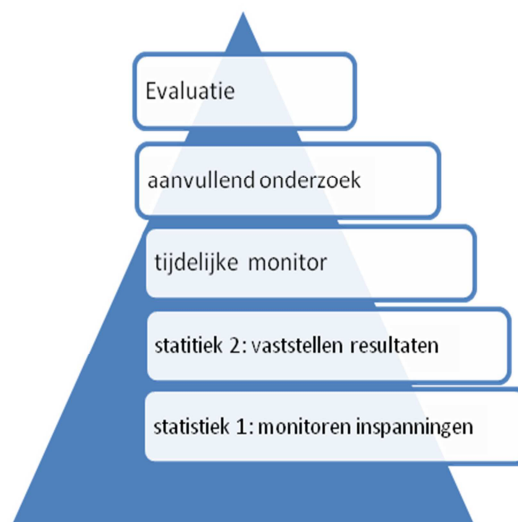 Evaluatie
aanvullend onderzoek
tijdelijke monitor
statitiek 2: vaststellen resultaten
statistiek 1: monitoren inspanningen